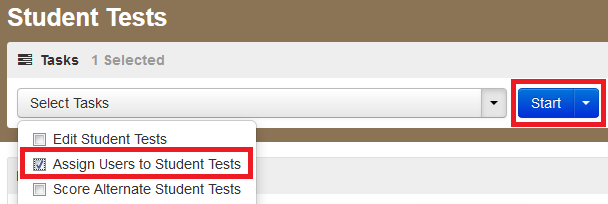 Student Tests
Tasks 1 Selected
Select Tasks
Start
Edit Student Tests
Assign Users to Student Tests
Score Alternate Student Tests